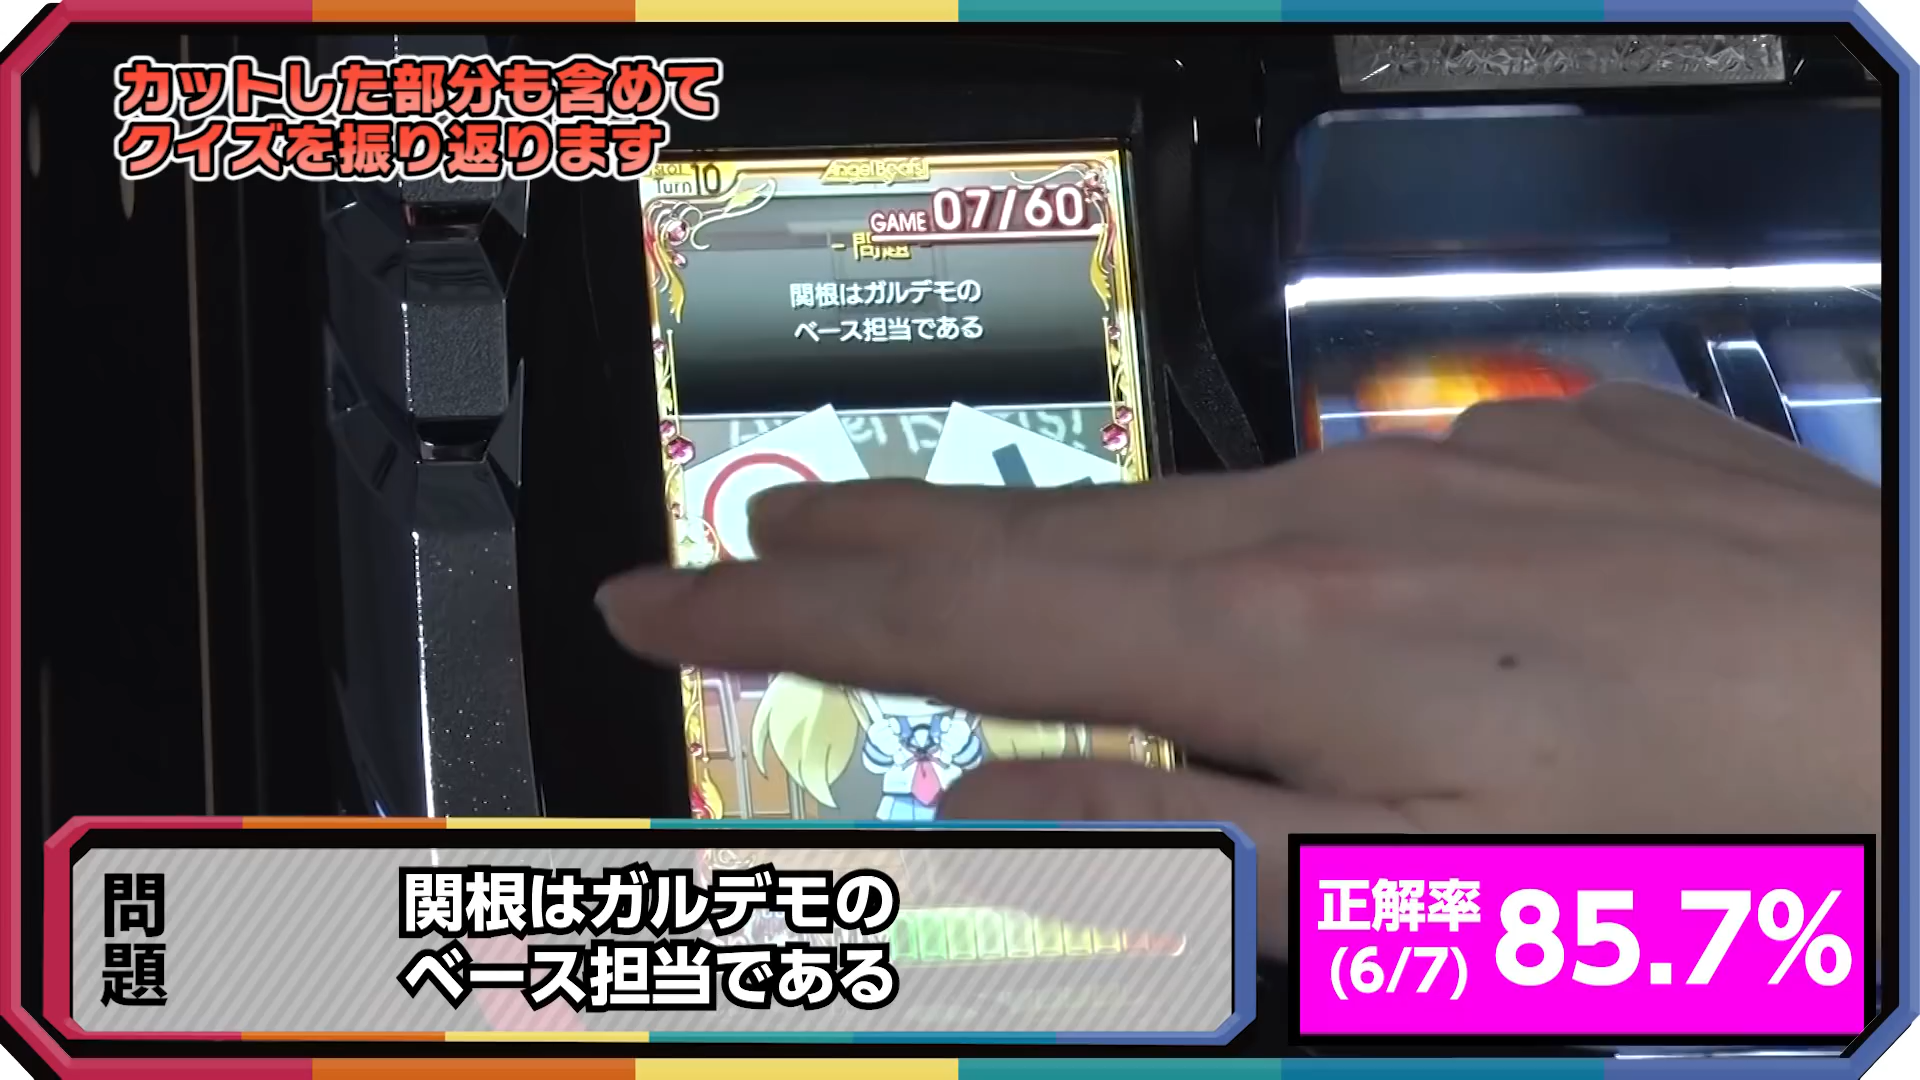 カットした部分も含めて
クイズを振り返ります
SLOT
Turn 10
Angel Beats!
GAME 07/60
- 問題 -
関根はガルデモの
ベース担当である
問題
関根はガルデモの
ベース担当である
正解率
(6/7)
85.7%